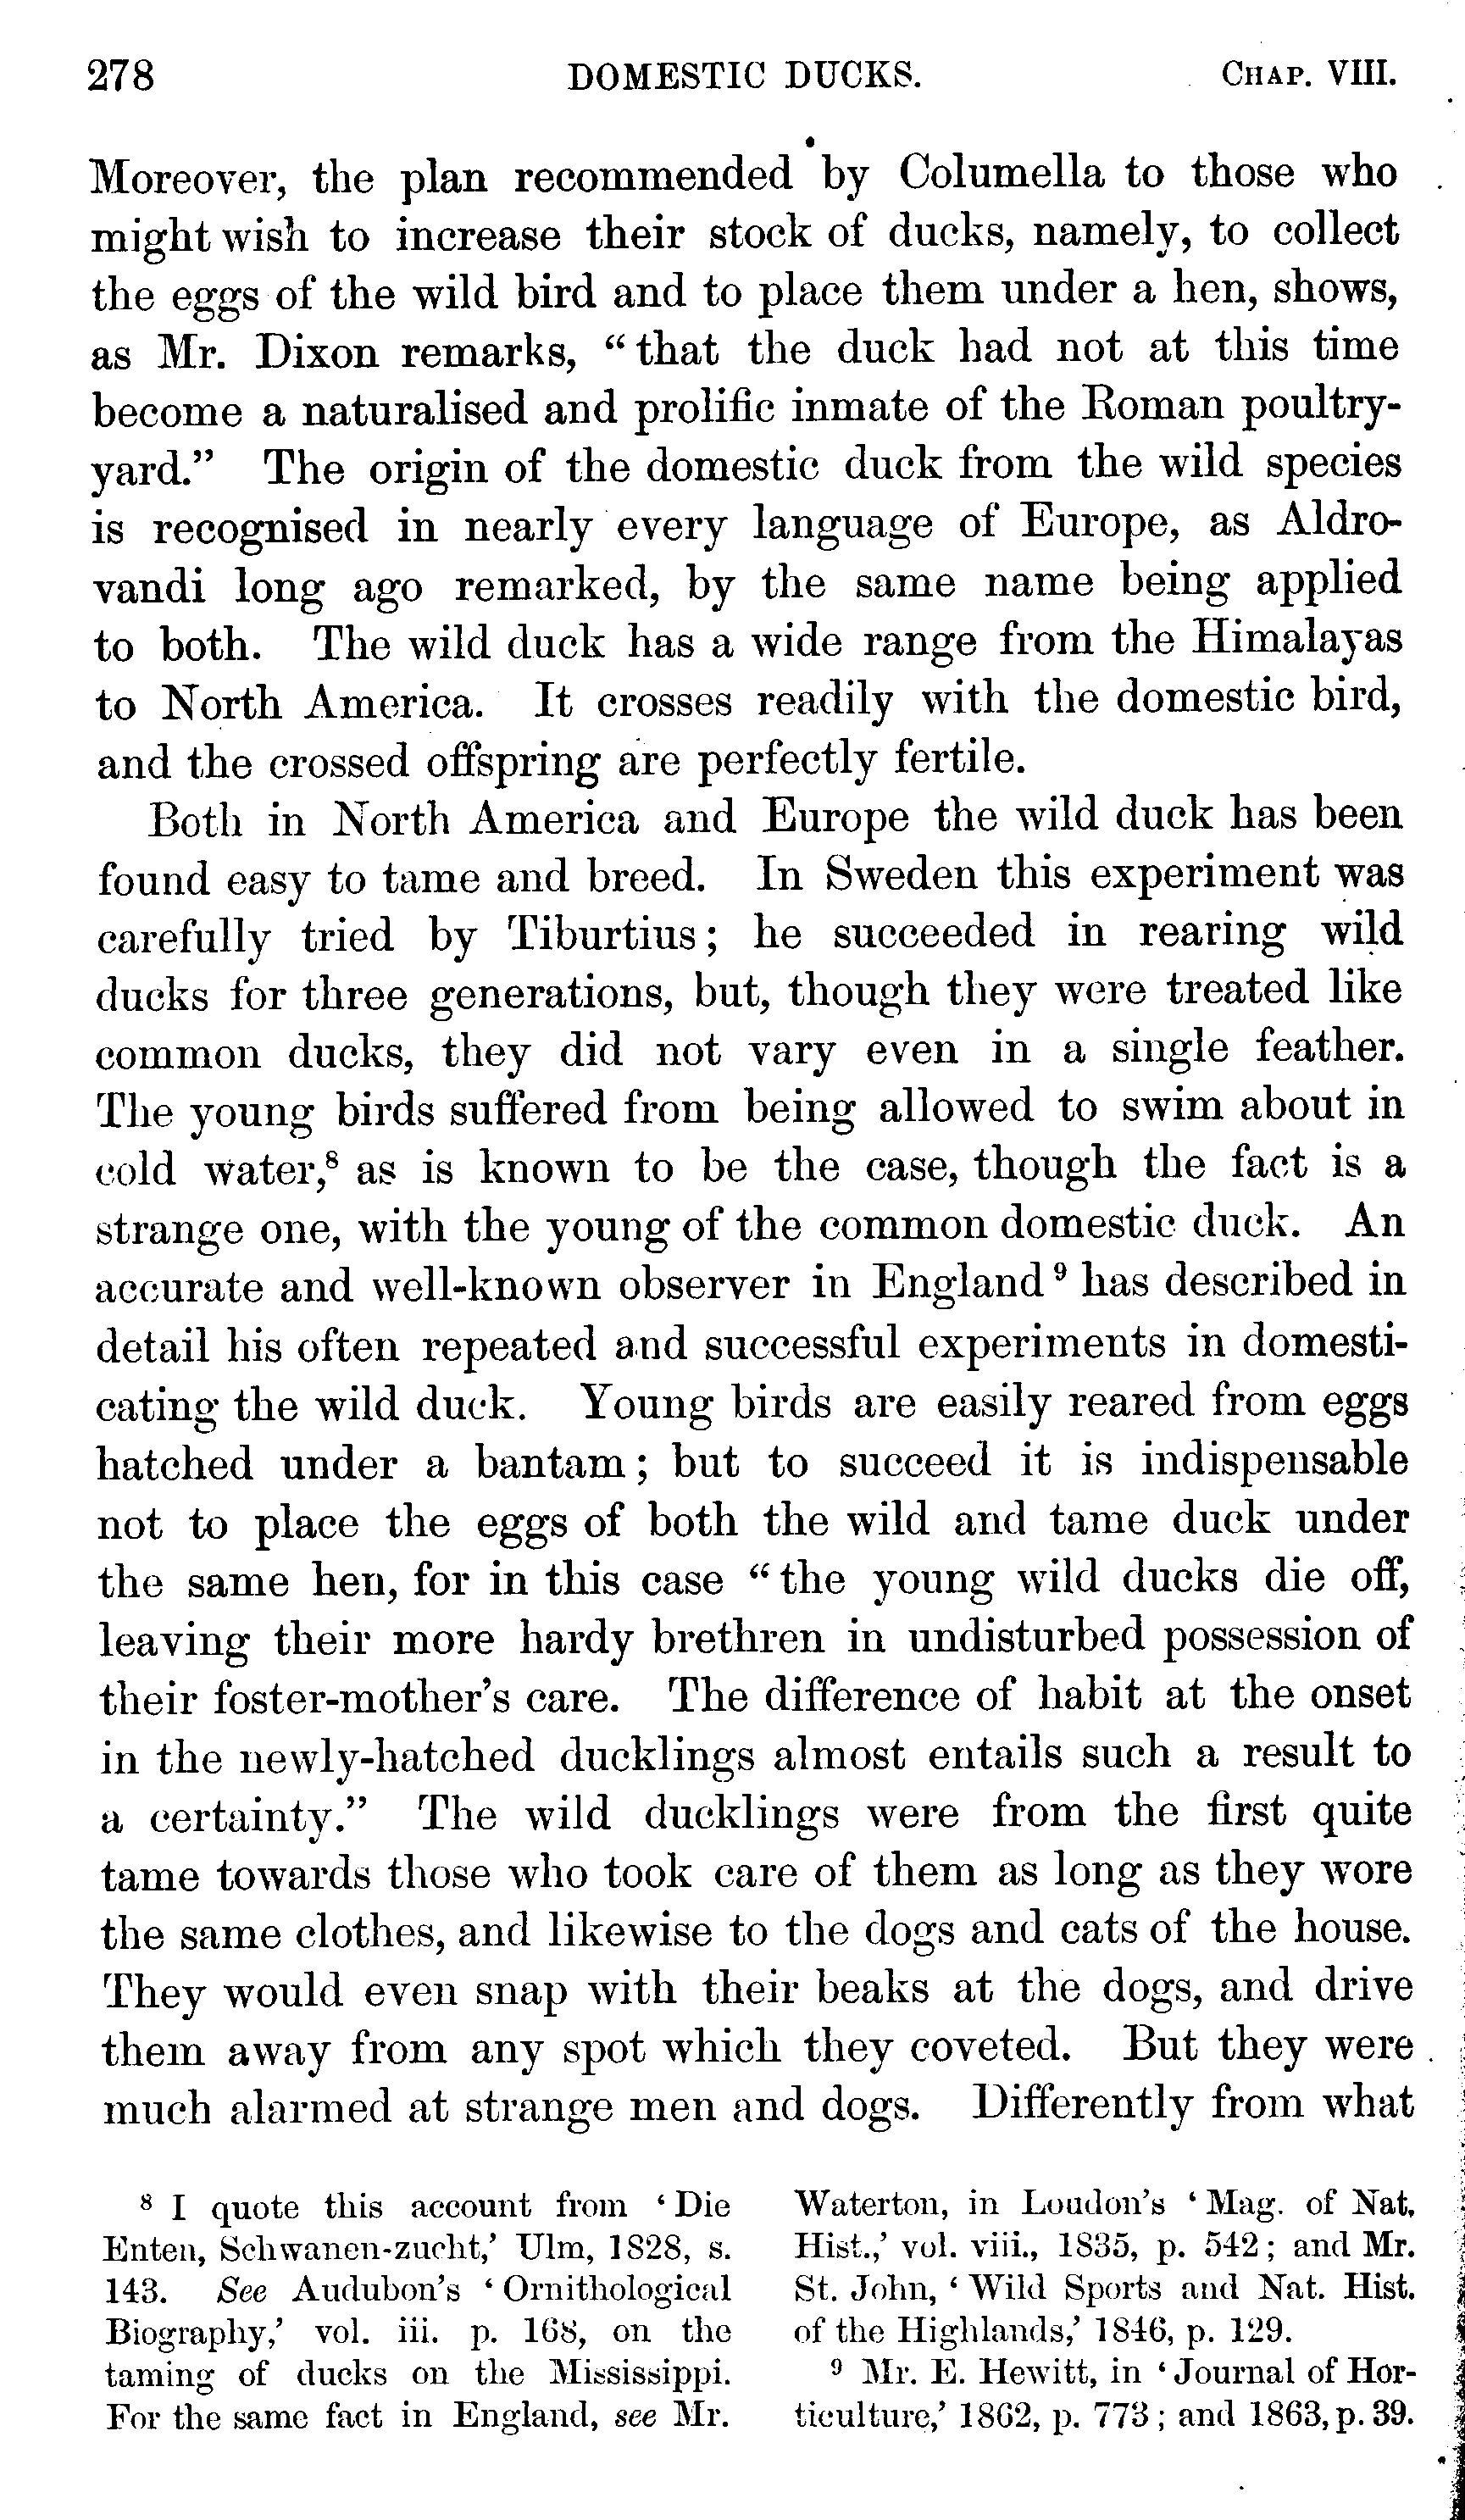 278 DOMESTIC DUCKS. CHAP. VIII.
Moreover, the plan recommended by Columella to those who
might wish to increase their stock of ducks, namely, to collect
the eggs of the wild bird and to place them under a hen, shows,
as Mr. Dixon remarks, “that the duck had not at this time
become a naturalised and prolific inmate of the Roman poultry-
yard.” The origin of the domestic duck from the wild species
is recognised in nearly every language of Europe, as Aldro-
vandi long ago remarked, by the same name being applied
to both. The wild duck has a wide range from the Himalayas
to North America. It crosses readily with the domestic bird,
and the crossed offspring are perfectly fertile.
Both in North America and Europe the wild duck has been
found easy to tame and breed. In Sweden this experiment was
carefully tried by Tiburtius; he succeeded in rearing wild
ducks for three generations, but, though they were treated like
common ducks, they did not vary even in a single feather.
The young birds suffered from being allowed to swim about in
cold water,⁸ as is known to be the case, though the fact is a
strange one, with the young of the common domestic duck. An
accurate and well-known observer in England⁹ has described in
detail his often repeated and successful experiments in domesti-
cating the wild duck. Young birds are easily reared from eggs
hatched under a bantam; but to succeed it is indispensable
not to place the eggs of both the wild and tame duck under
the same hen, for in this case “the young wild ducks die off,
leaving their more hardy brethren in undisturbed possession of
their foster-mother’s care. The difference of habit at the onset
in the newly-hatched ducklings almost entails such a result to
a certainty.” The wild ducklings were from the first quite
tame towards those who took care of them as long as they wore
the same clothes, and likewise to the dogs and cats of the house.
They would even snap with their beaks at the dogs, and drive
them away from any spot which they coveted. But they were
much alarmed at strange men and dogs. Differently from what
⁸ I quote this account from ‘Die
Enten, Schwanen-zucht,’ Ulm, 1828, s.
143. See Audubon’s ‘Ornithological
Biography,’ vol. iii. p. 168, on the
taming of ducks on the Mississippi.
For the same fact in England, see Mr.
Waterton, in Loudon’s ‘Mag. of Nat.
Hist.,’ vol. viii., 1835, p. 542; and Mr.
St. John, ‘Wild Sports and Nat. Hist.
of the Highlands,’ 1846, p. 129.
⁹ Mr. E. Hewitt, in ‘Journal of Hor-
ticulture,’ 1862, p. 773; and 1863, p. 39.